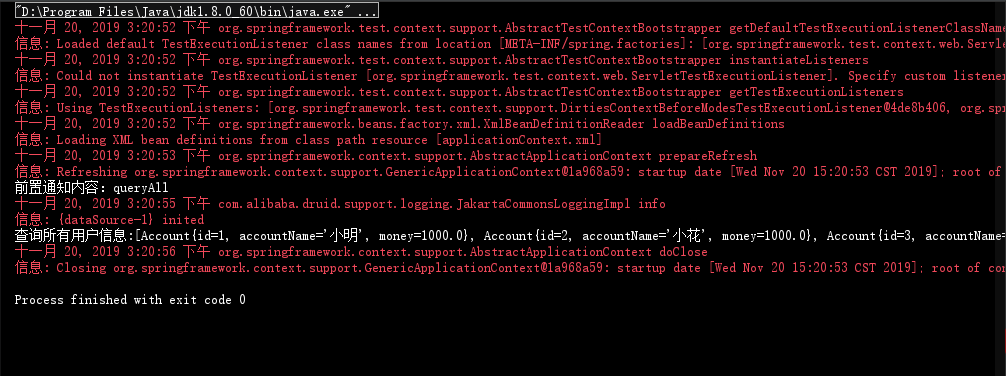 "D:\Program Files\Java\jdk1.8.0_60\bin\java.exe" ...
十一月 20, 2019 3:20:52 下午 org.springframework.test.context.support.AbstractTestContextBootstrapper getDefaultTestExecutionListenerClassName
信息: Loaded default TestExecutionListener class names from location [META-INF/spring.factories]: [org.springframework.test.context.web.Servle
十一月 20, 2019 3:20:52 下午 org.springframework.test.context.support.AbstractTestContextBootstrapper instantiateListeners
信息: Could not instantiate TestExecutionListener [org.springframework.test.context.web.ServletTestExecutionListener]. Specify custom listene
十一月 20, 2019 3:20:52 下午 org.springframework.test.context.support.AbstractTestContextBootstrapper getTestExecutionListeners
信息: Using TestExecutionListeners: [org.springframework.test.context.support.DirtiesContextBeforeModesTestExecutionListener@4de8b406, org.sp
十一月 20, 2019 3:20:52 下午 org.springframework.beans.factory.xml.XmlBeanDefinitionReader loadBeanDefinitions
信息: Loading XML bean definitions from class path resource [applicationContext.xml]
十一月 20, 2019 3:20:53 下午 org.springframework.context.support.AbstractApplicationContext prepareRefresh
信息: Refreshing org.springframework.context.support.GenericApplicationContext@1a968a59: startup date [Wed Nov 20 15:20:53 CST 2019]; root of
前置通知内容：queryAll
十一月 20, 2019 3:20:55 下午 com.alibaba.druid.support.logging.JakartaCommonsLoggingImpl info
信息: {dataSource-1} inited
查询所有用户信息:[Account{id=1, accountName='小明', money=1000.0}, Account{id=2, accountName='小花', money=1000.0}, Account{id=3, accountName=
十一月 20, 2019 3:20:56 下午 org.springframework.context.support.AbstractApplicationContext doClose
信息: Closing org.springframework.context.support.GenericApplicationContext@1a968a59: startup date [Wed Nov 20 15:20:53 CST 2019]; root of con
Process finished with exit code 0